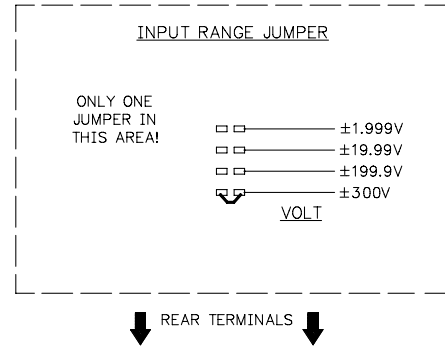 INPUT RANGE JUMPER
ONLY ONE
JUMPER IN
THIS AREA!
±1.999V
±19.99V
±199.9V
±300V
VOLT
REAR TERMINALS